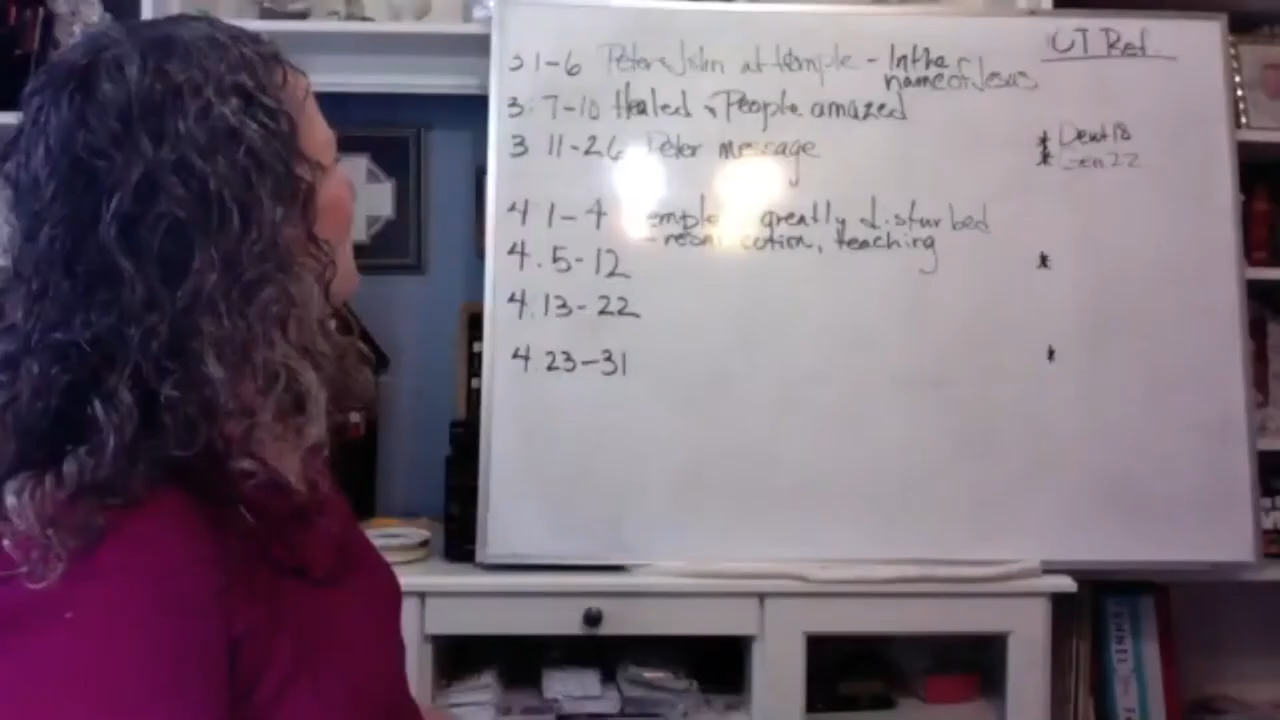 OT Ref.
3 1-6 Peter & John at temple - In the
name of Jesus
3: 7-10 Healed & People amazed
3 11-26 Peter message
* Deut 18
* Gen 22
4 1-4 greatly disturbed
teaching
4. 5-12 *
4. 13-22
4. 23-31 *